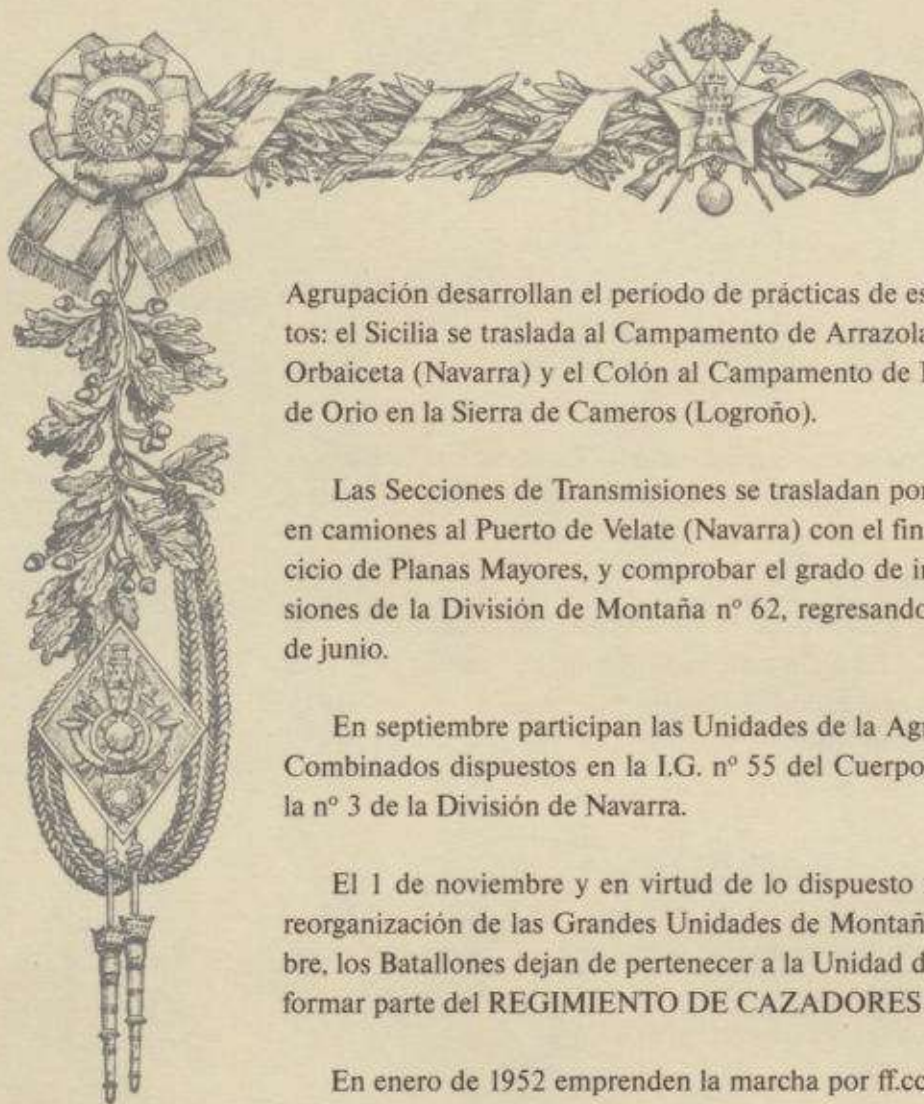 Agrupación desarrollan el período de prácticas de es
tos: el Sicilia se traslada al Campamento de Arrazola
Orbaiceta (Navarra) y el Colón al Campamento de
de Orio en la Sierra de Cameros (Logroño).
Las Secciones de Transmisiones se trasladan por
en camiones al Puerto de Velate (Navarra) con el fin
cicio de Planas Mayores, y comprobar el grado de in
siones de la División de Montaña nº 62, regresando
de junio.
En septiembre participan las Unidades de la Agr
Combinados dispuestos en la I.G. nº 55 del Cuerpo
la nº 3 de la División de Navarra.
El 1 de noviembre y en virtud de lo dispuesto
reorganización de las Grandes Unidades de Montañ
bre, los Batallones dejan de pertenecer a la Unidad d
formar parte del REGIMIENTO DE CAZADORES
En enero de 1952 emprenden la marcha por ff.cc